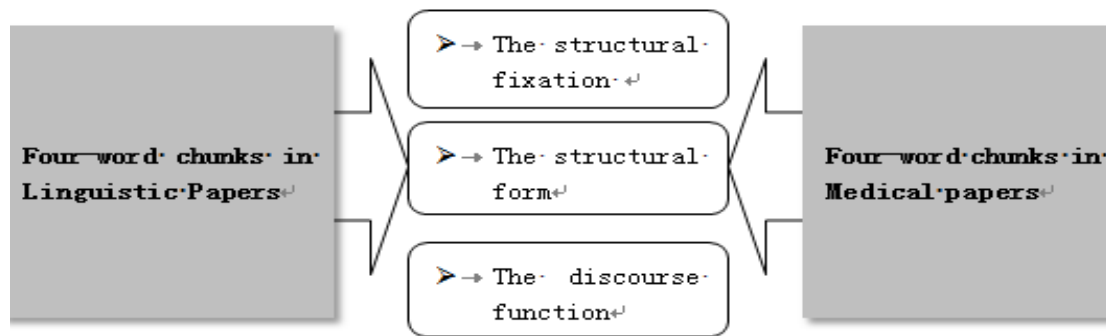 Four-word chunks in
Linguistic Papers
➢ The structural
fixation
➢ The structural
form
➢ The discourse
function
Four-word chunks in
Medical papers